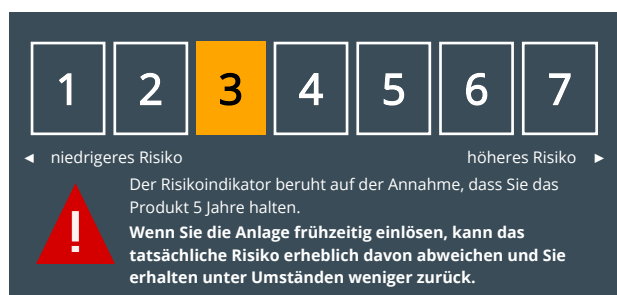 1 2 3 4 5 6 7
◄ niedrigeres Risiko höheres Risiko ►
Der Risikoindikator beruht auf der Annahme, dass Sie das
Produkt 5 Jahre halten.
Wenn Sie die Anlage frühzeitig einlösen, kann das
tatsächliche Risiko erheblich davon abweichen und Sie
erhalten unter Umständen weniger zurück.
!